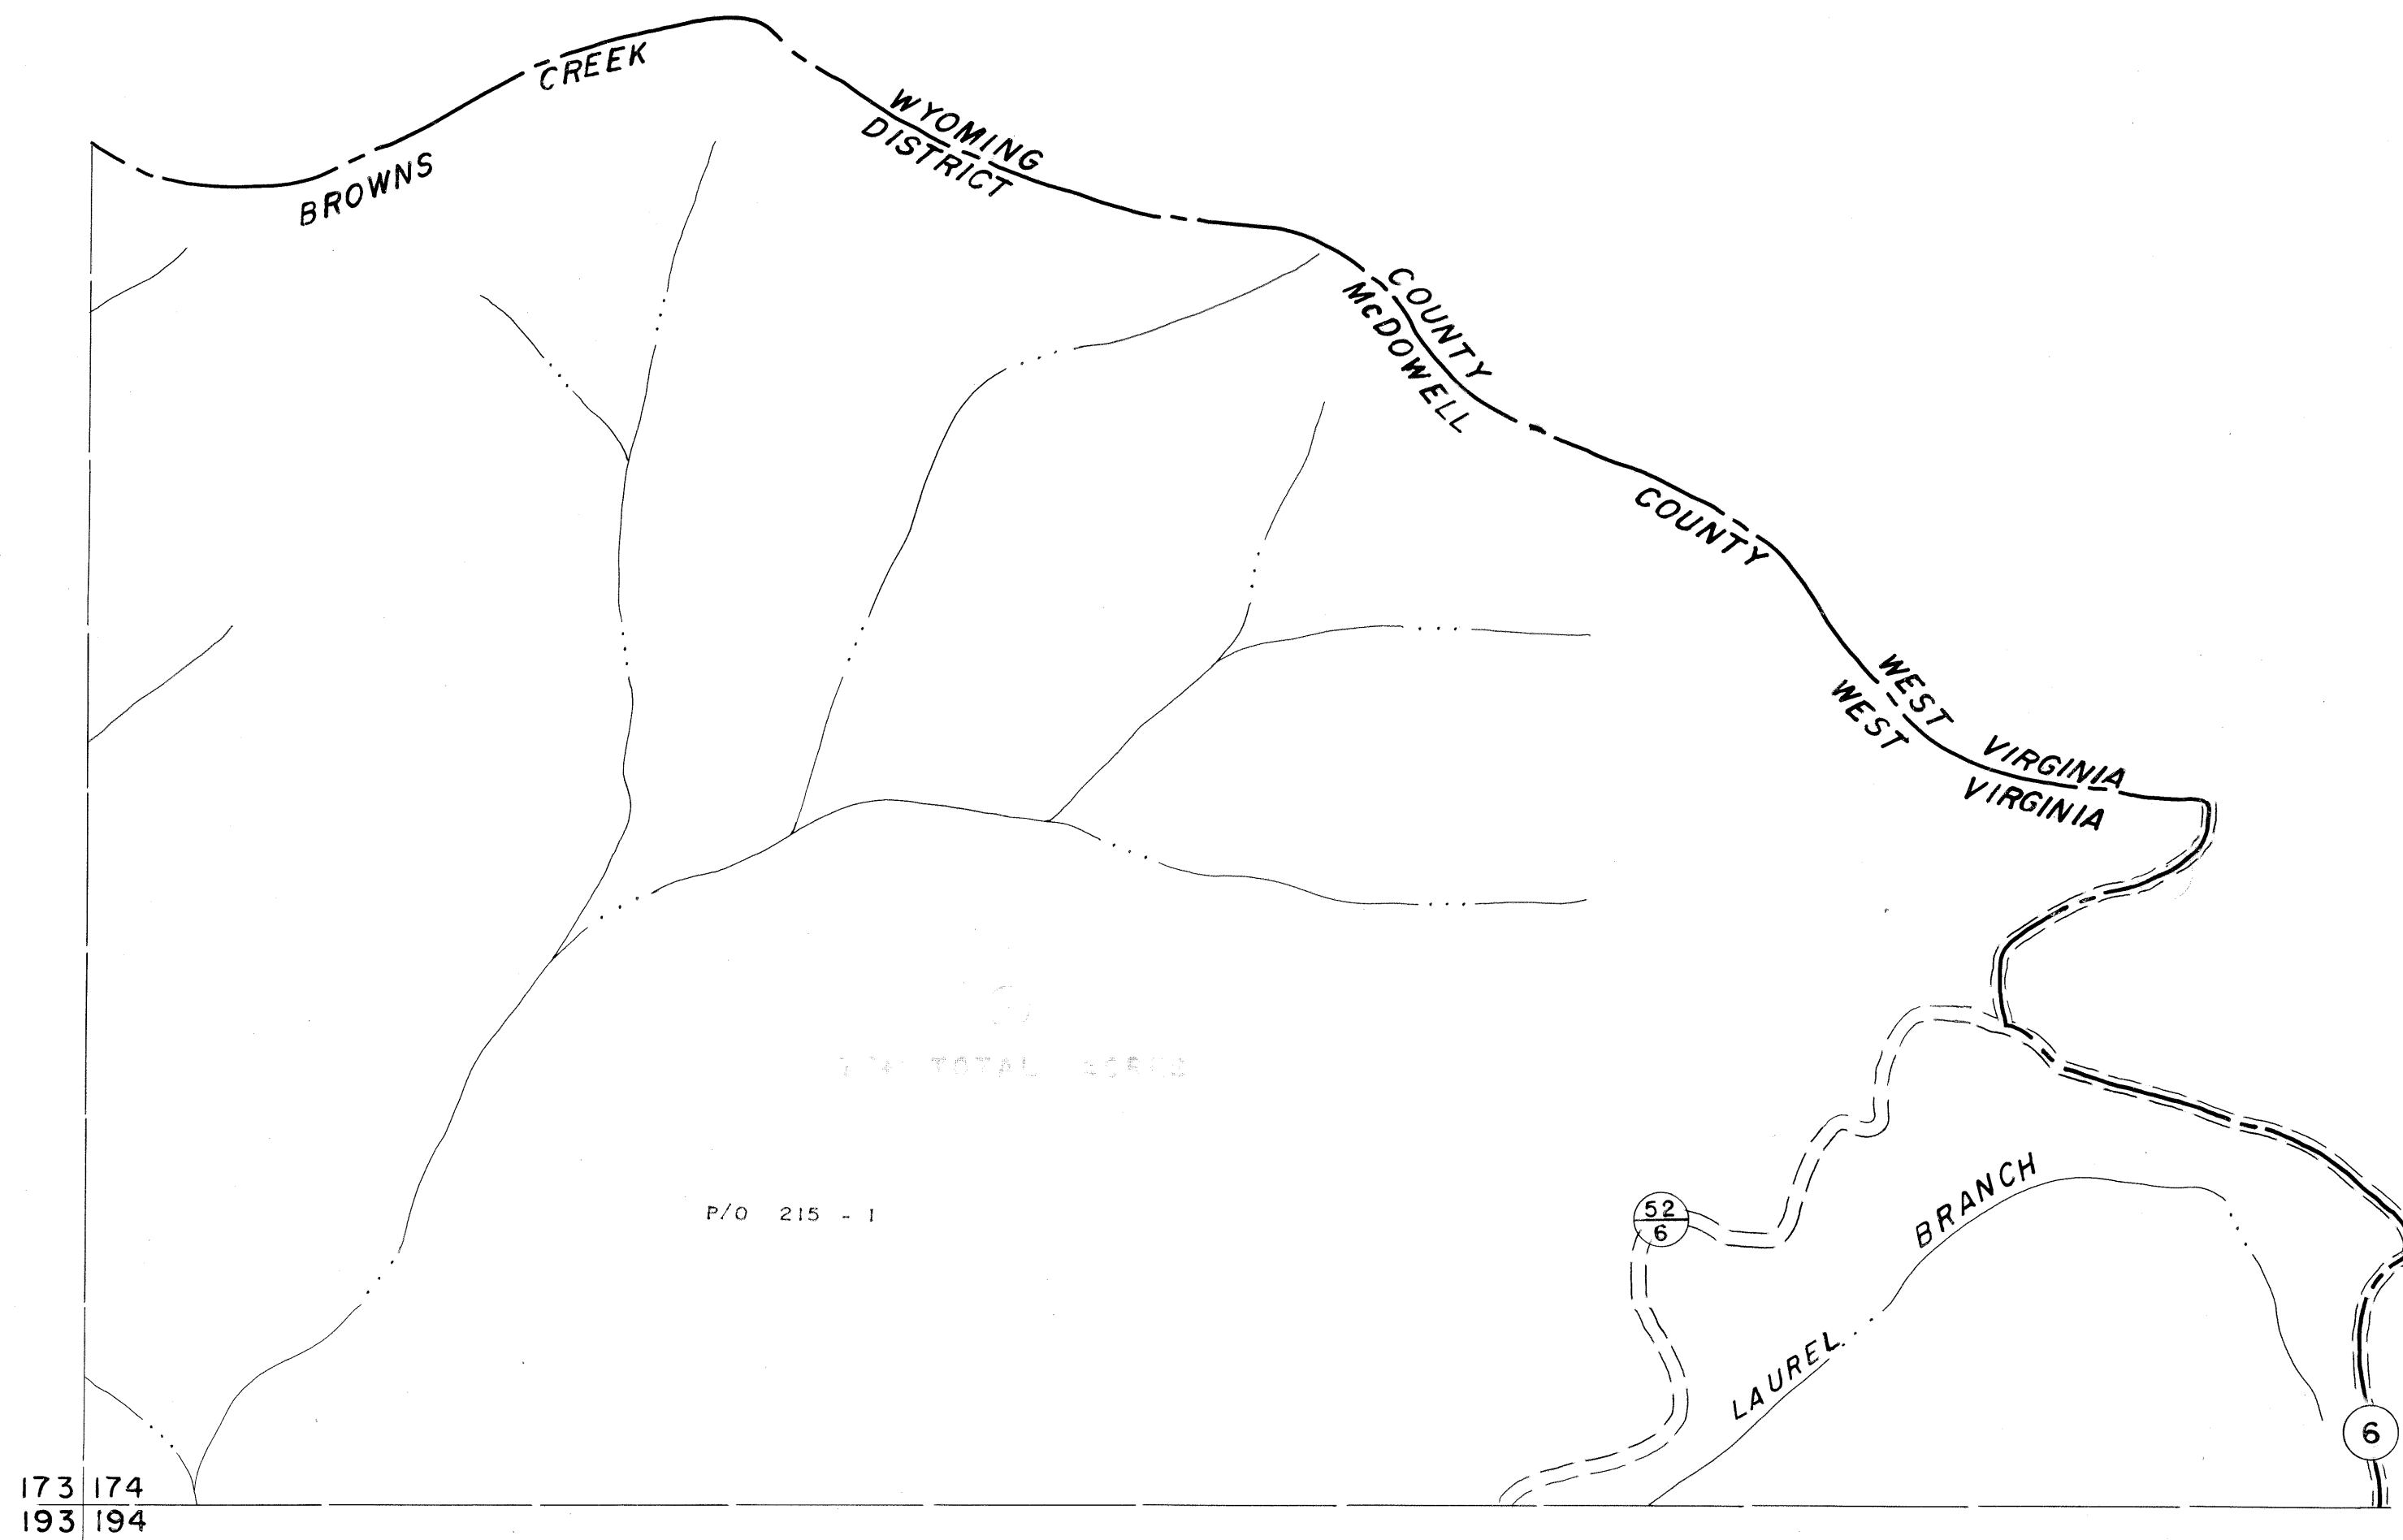 BROWNS CREEK DISTRICT
WYOMING COUNTY
McDOWELL COUNTY
WEST VIRGINIA
WEST VIRGINIA
TOTAL
P/O 215 - 1
52
6
LAUREL BRANCH
6
173 174
193 194